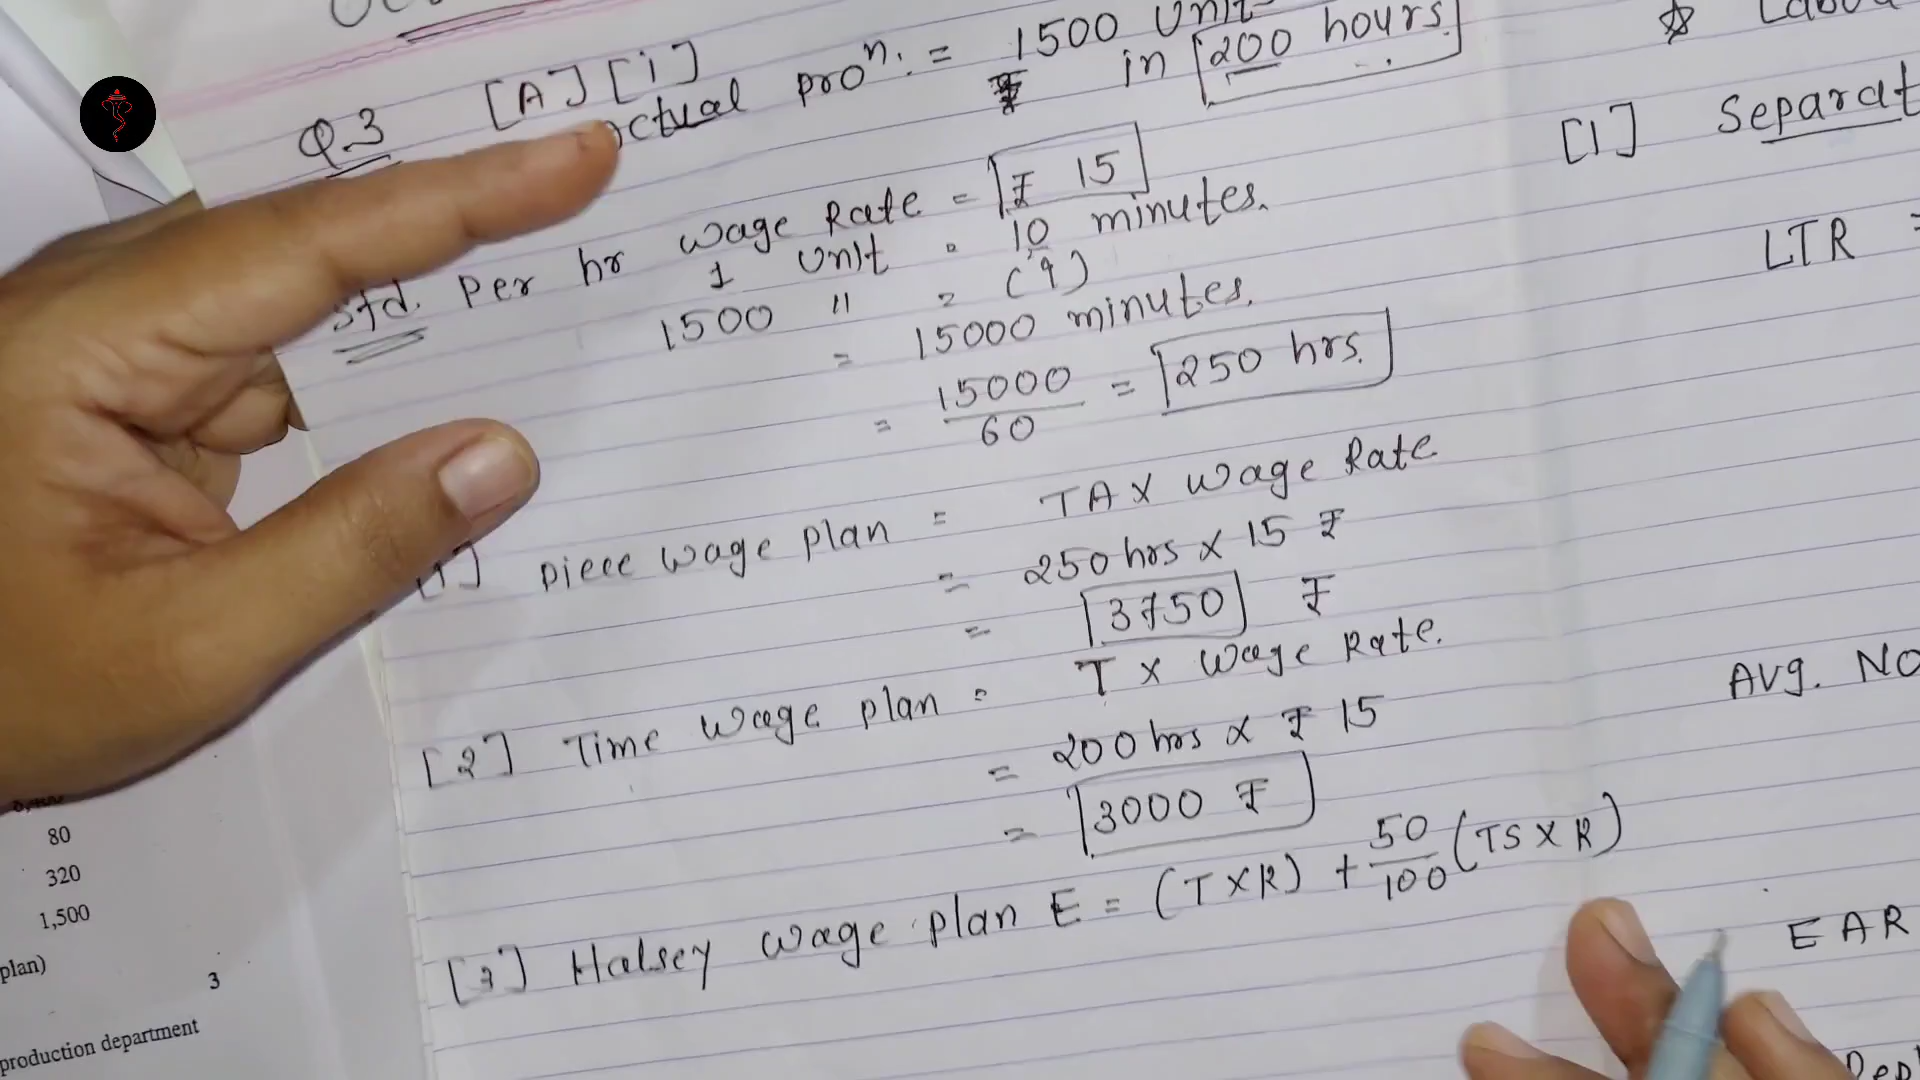 Q.3 [A] [i]
Actual pron. = 1500 Unit
in 200 hours.
Std. Per hr wage Rate = ₹ 15
1 Unit = 10 minutes.
1500 " = (?)
= 15000 minutes.
= 15000/60 = 250 hrs.
[1] piece wage plan = TA X wage Rate
= 250 hrs x 15 ₹
= 3750 ₹
[2] Time wage plan = T X wage Rate.
= 200 hrs x ₹ 15
= 3000 ₹
[3] Halsey wage plan E = (T X R) + 50/100 (TS X R)
[1] Separat
LTR =
Avg. NO
EAR
80
320
1,500
plan)
3
production department